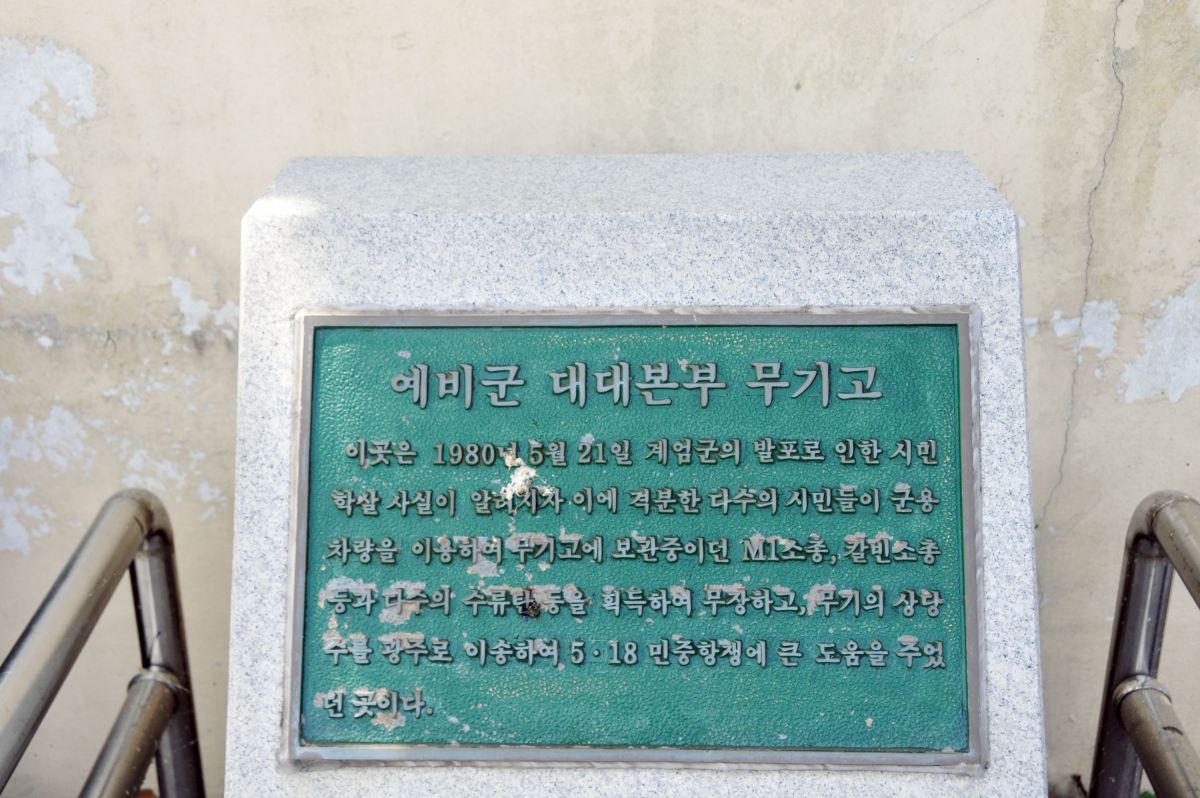 예비군 대대본부 무기고
이곳은 1980년 5월 21일 계엄군의 발포로 인한 시민
학살 사실이 알려지자 이에 격분한 다수의 시민들이 군용
차량을 이용하여 무기고에 보관중이던 M1소총, 칼빈소총
등과 다수의 수류탄 등을 획득하여 무장하고, 무기의 상당
수를 광주로 이송하여 5·18 민중항쟁에 큰 도움을 주었
던 곳이다.